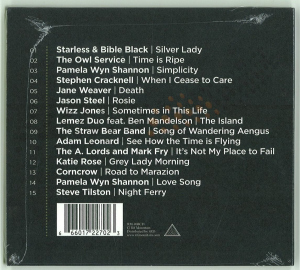 01 Starless & Bible Black | Silver Lady
02 The Owl Service | Time is Ripe
03 Pamela Wyn Shannon | Simplicity
04 Stephen Cracknell | When I Cease to Care
05 Jane Weaver | Death
06 Jason Steel | Rosie
07 Wizz Jones | Sometimes in This Life
08 Lemez Duo feat. Ben Mandelson | The Island
09 The Straw Bear Band | Song of Wandering Aengus
10 Adam Leonard | See How the Time is Flying
11 The A. Lords and Mark Fry | It's Not My Place to Fail
12 Katie Rose | Grey Lady Morning
13 Corncrow | Road to Marazion
14 Pamela Wyn Shannon | Love Song
15 Steve Tilston | Night Ferry
6 66017 22702 3